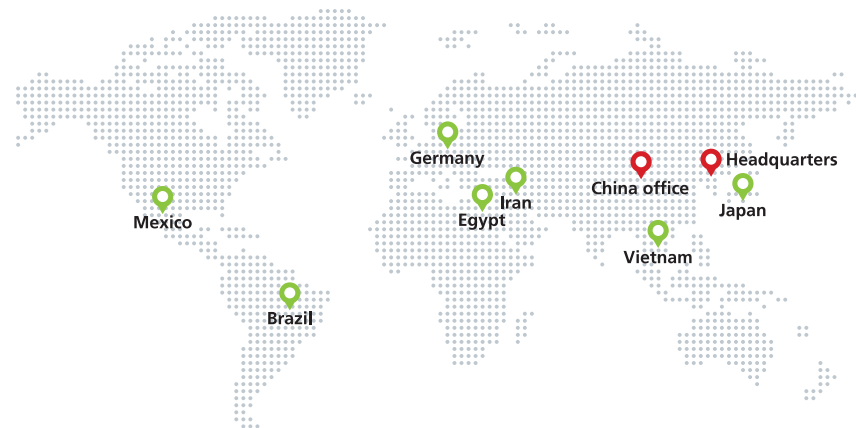 Germany
Headquarters
China office
Iran
Japan
Mexico
Egypt
Vietnam
Brazil